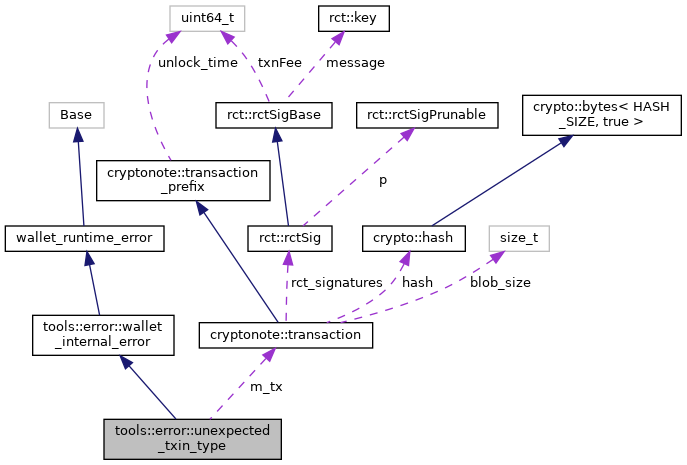 uint64_t
rct::key
unlock_time
txnFee
message
Base
rct::rctSigBase
rct::rctSigPrunable
crypto::bytes< HASH
_SIZE, true >
cryptonote::transaction
_prefix
p
wallet_runtime_error
rct::rctSig
crypto::hash
size_t
rct_signatures
hash
blob_size
tools::error::wallet
_internal_error
cryptonote::transaction
m_tx
tools::error::unexpected
_txin_type